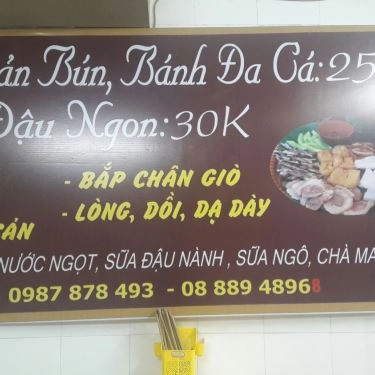 ản Bún, Bánh Đa Cá: 25
Đậu Ngon: 30K
- BẮP CHÂN GIÒ
- LÒNG, DỒI, DẠ DÀY
CẢN
NƯỚC NGỌT, SỮA ĐẬU NÀNH , SỮA NGÔ, CHÀ MA
0987 878 493 - 08 889 48968